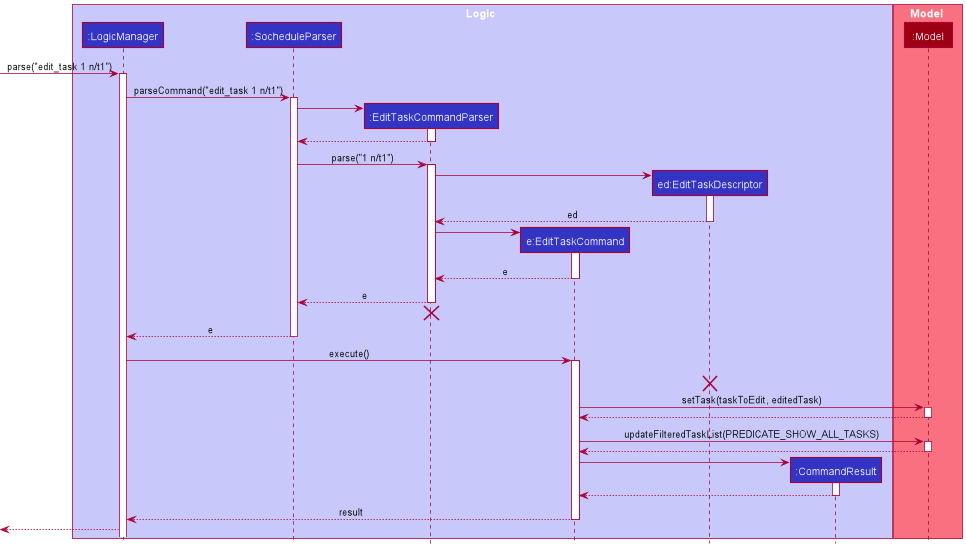 Logic
Model
:LogicManager
:SocheduleParser
:Model
parse("edit_task 1 n/t1")
parseCommand("edit_task 1 n/t1")
:EditTaskCommandParser
parse("1 n/t1")
ed:EditTaskDescriptor
ed
e:EditTaskCommand
e
e
e
execute()
setTask(taskToEdit, editedTask)
updateFilteredTaskList(PREDICATE_SHOW_ALL_TASKS)
:CommandResult
result